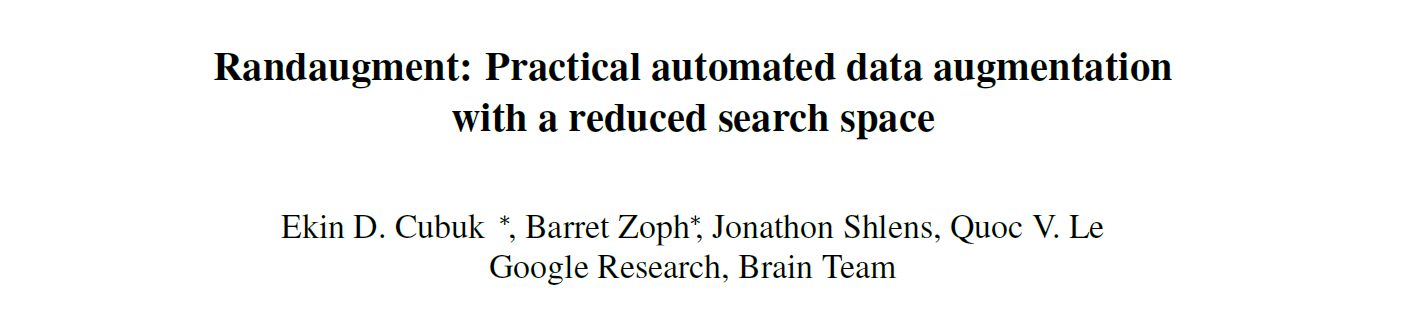 Randaugment: Practical automated data augmentation
with a reduced search space
Ekin D. Cubuk *, Barret Zoph*, Jonathon Shlens, Quoc V. Le
Google Research, Brain Team